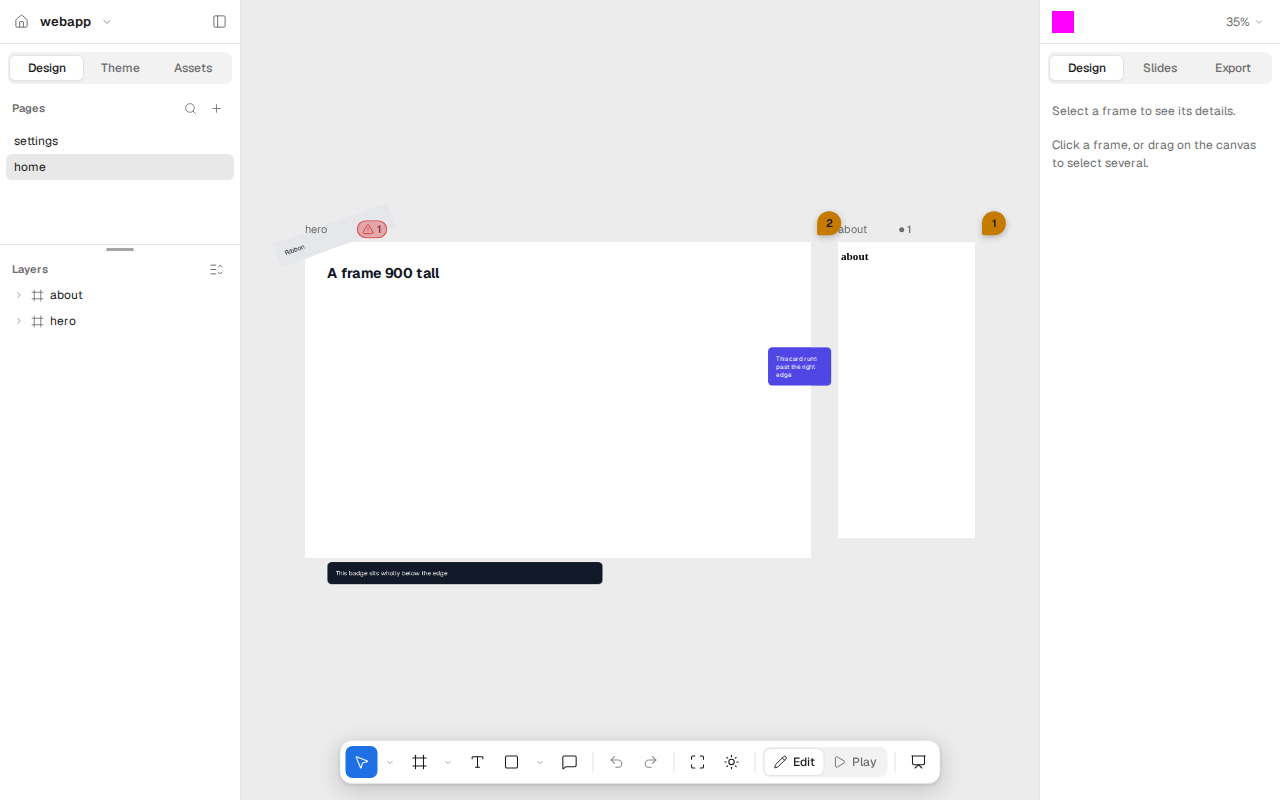 webapp
Design
Theme
Assets
Pages
settings
home
Layers
about
hero
hero
1
Ribbon
A frame 900 tall
This card runs
past the right
edge
This badge sits wholly below the edge
2
about
1
1
about
Edit
Play
35%
Design
Slides
Export
Select a frame to see its details.
Click a frame, or drag on the canvas
to select several.